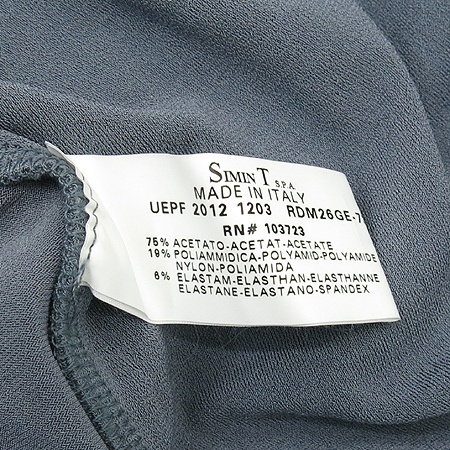 SIMINT S.P.A.
MADE IN ITALY
UEPF 2012 1203 RDM26GE-7
RN# 103723
75% ACETATO-ACETAT-ACETATE
19% POLIAMMIDICA-POLYAMID-POLYAMIDE
NYLON-POLIAMIDA
6% ELASTAM-ELASTHAN-ELASTHANNE
ELASTANE-ELASTANO-SPANDEX